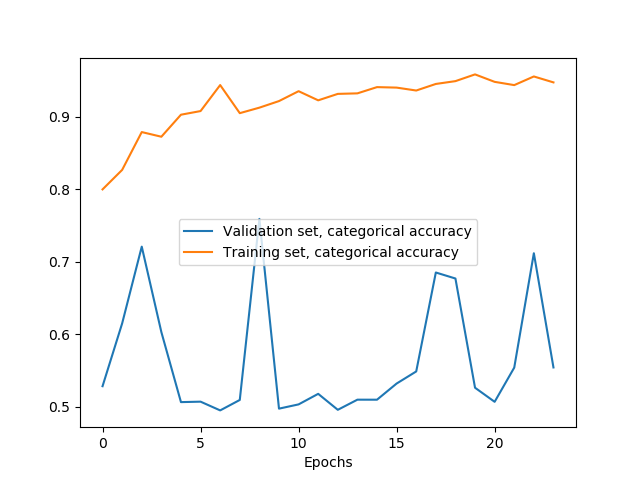 0.9
0.8
0.7
0.6
0.5
Validation set, categorical accuracy
Training set, categorical accuracy
0 5 10 15 20
Epochs